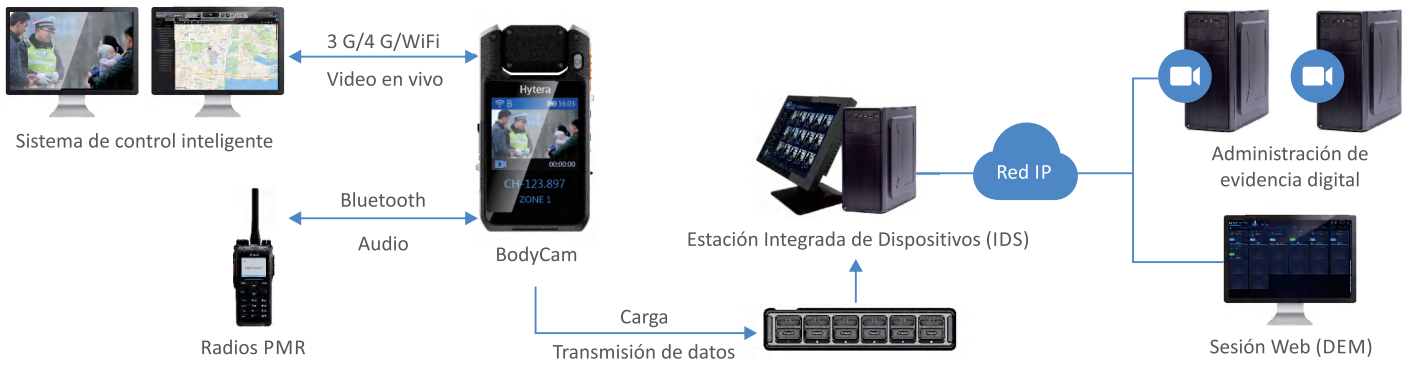 Sistema de control inteligente
3 G/4 G/WiFi
Video en vivo
Bluetooth
Audio
Radios PMR
Hytera
B
16:03
00:00:00
CH-123.897
ZONE 1
BodyCam
Carga
Transmisión de datos
Estación Integrada de Dispositivos (IDS)
Red IP
Administración de
evidencia digital
Sesión Web (DEM)